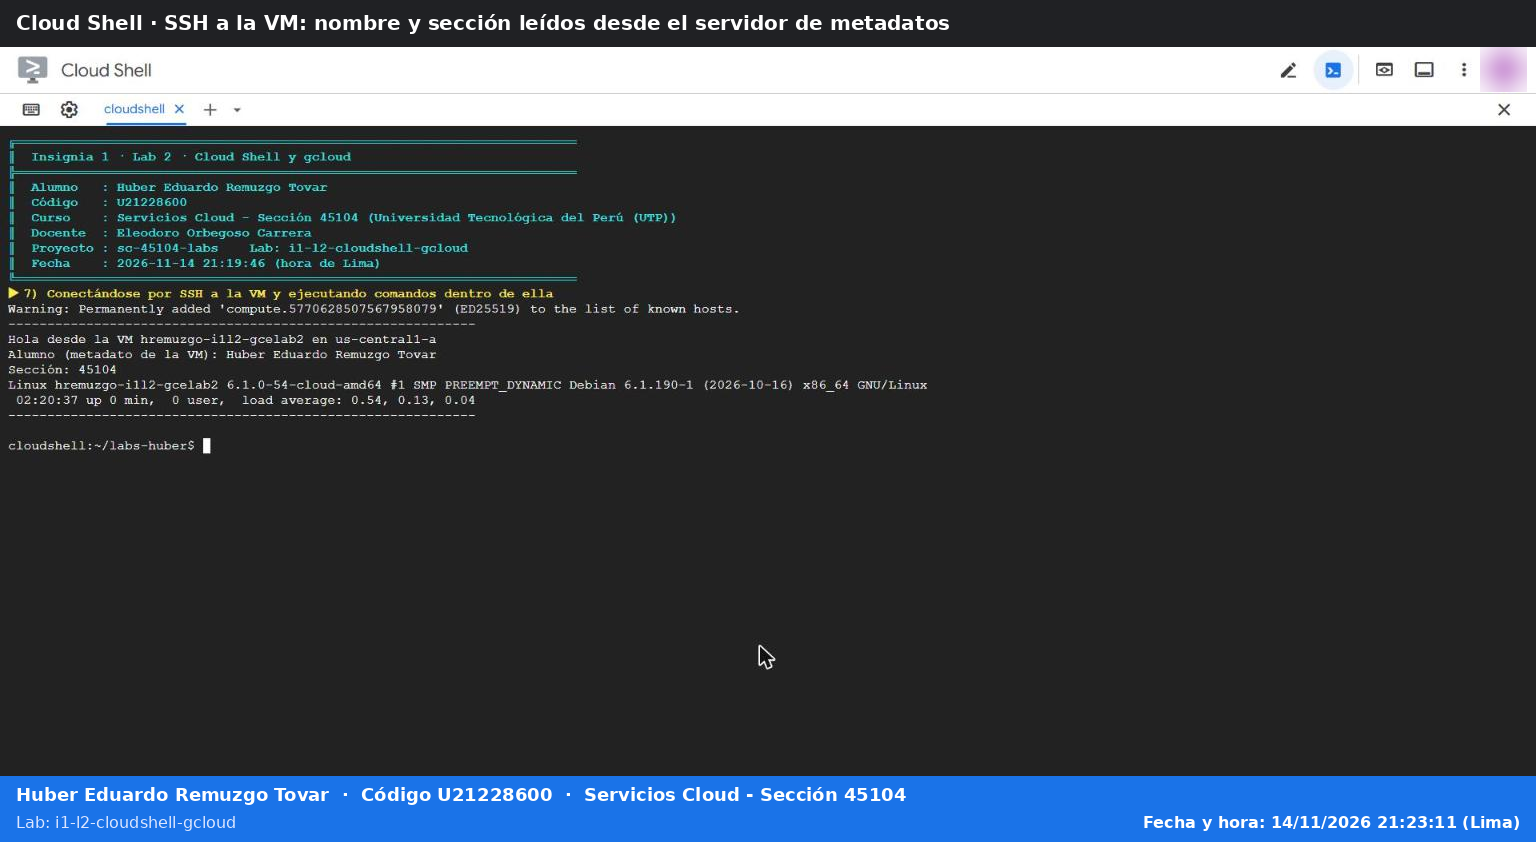 Cloud Shell · SSH a la VM: nombre y sección leídos desde el servidor de metadatos
Cloud Shell
cloudshell
Insignia 1 · Lab 2 · Cloud Shell y gcloud
Alumno : Huber Eduardo Remuzgo Tovar
Código : U21228600
Curso : Servicios Cloud - Sección 45104 (Universidad Tecnológica del Perú (UTP))
Docente : Eleodoro Orbegoso Carrera
Proyecto : sc-45104-labs Lab: i1-l2-cloudshell-gcloud
Fecha : 2026-11-14 21:19:46 (hora de Lima)
▶ 7) Conectándose por SSH a la VM y ejecutando comandos dentro de ella
Warning: Permanently added 'compute.5770628507567958079' (ED25519) to the list of known hosts.
------------------------------------------------------------
Hola desde la VM hremuzgo-i1l2-gcelab2 en us-central1-a
Alumno (metadato de la VM): Huber Eduardo Remuzgo Tovar
Sección: 45104
Linux hremuzgo-i1l2-gcelab2 6.1.0-54-cloud-amd64 #1 SMP PREEMPT_DYNAMIC Debian 6.1.190-1 (2026-10-16) x86_64 GNU/Linux
02:20:37 up 0 min, 0 user, load average: 0.54, 0.13, 0.04
------------------------------------------------------------
cloudshell:~/labs-huber$
Huber Eduardo Remuzgo Tovar · Código U21228600 · Servicios Cloud - Sección 45104
Lab: i1-l2-cloudshell-gcloud
Fecha y hora: 14/11/2026 21:23:11 (Lima)